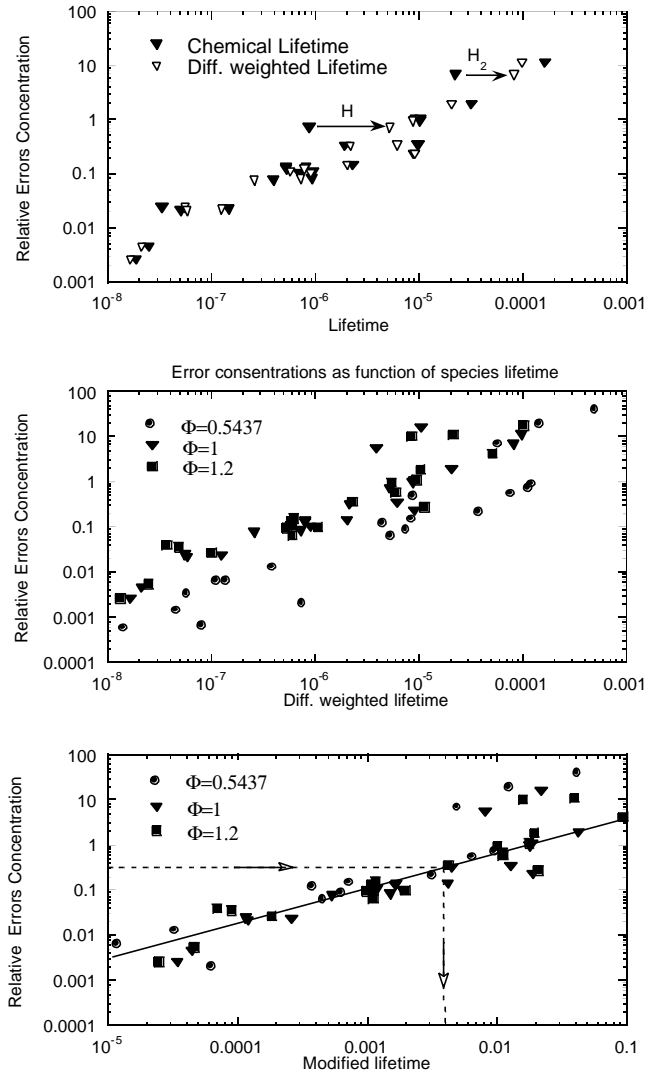 100
10
1
0.1
0.01
0.001
Relative Errors Concentration
Chemical Lifetime
Diff. weighted Lifetime
H
H2
10-8 10-7 10-6 10-5 0.0001 0.001
Lifetime
Error consentrations as function of species lifetime
100
10
1
0.1
0.01
0.001
0.0001
Relative Errors Concentration
Φ=0.5437
Φ=1
Φ=1.2
10-8 10-7 10-6 10-5 0.0001 0.001
Diff. weighted lifetime
100
10
1
0.1
0.01
0.001
0.0001
Relative Errors Concentration
Φ=0.5437
Φ=1
Φ=1.2
10-5 0.0001 0.001 0.01 0.1
Modified lifetime